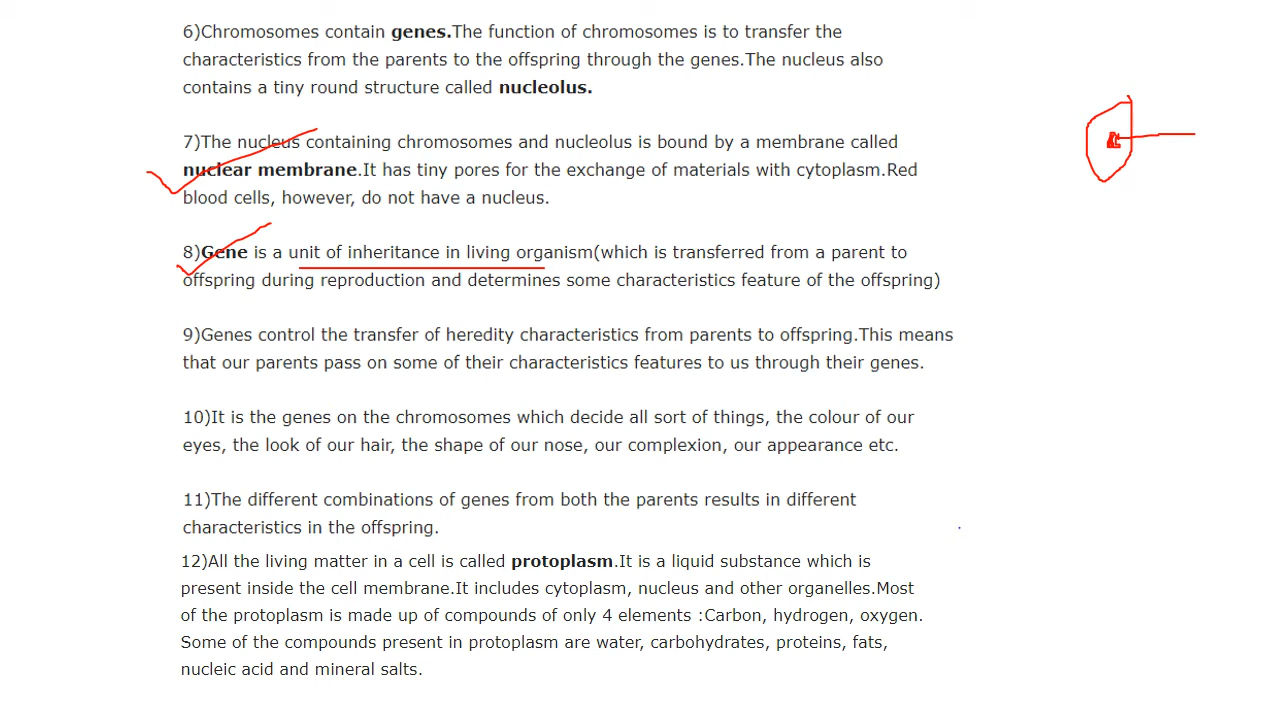 6)Chromosomes contain genes.The function of chromosomes is to transfer the
characteristics from the parents to the offspring through the genes.The nucleus also
contains a tiny round structure called nucleolus.
7)The nucleus containing chromosomes and nucleolus is bound by a membrane called
nuclear membrane.It has tiny pores for the exchange of materials with cytoplasm.Red
blood cells, however, do not have a nucleus.
8)Gene is a unit of inheritance in living organism(which is transferred from a parent to
offspring during reproduction and determines some characteristics feature of the offspring)
9)Genes control the transfer of heredity characteristics from parents to offspring.This means
that our parents pass on some of their characteristics features to us through their genes.
10)It is the genes on the chromosomes which decide all sort of things, the colour of our
eyes, the look of our hair, the shape of our nose, our complexion, our appearance etc.
11)The different combinations of genes from both the parents results in different
characteristics in the offspring.
12)All the living matter in a cell is called protoplasm.It is a liquid substance which is
present inside the cell membrane.It includes cytoplasm, nucleus and other organelles.Most
of the protoplasm is made up of compounds of only 4 elements :Carbon, hydrogen, oxygen.
Some of the compounds present in protoplasm are water, carbohydrates, proteins, fats,
nucleic acid and mineral salts.